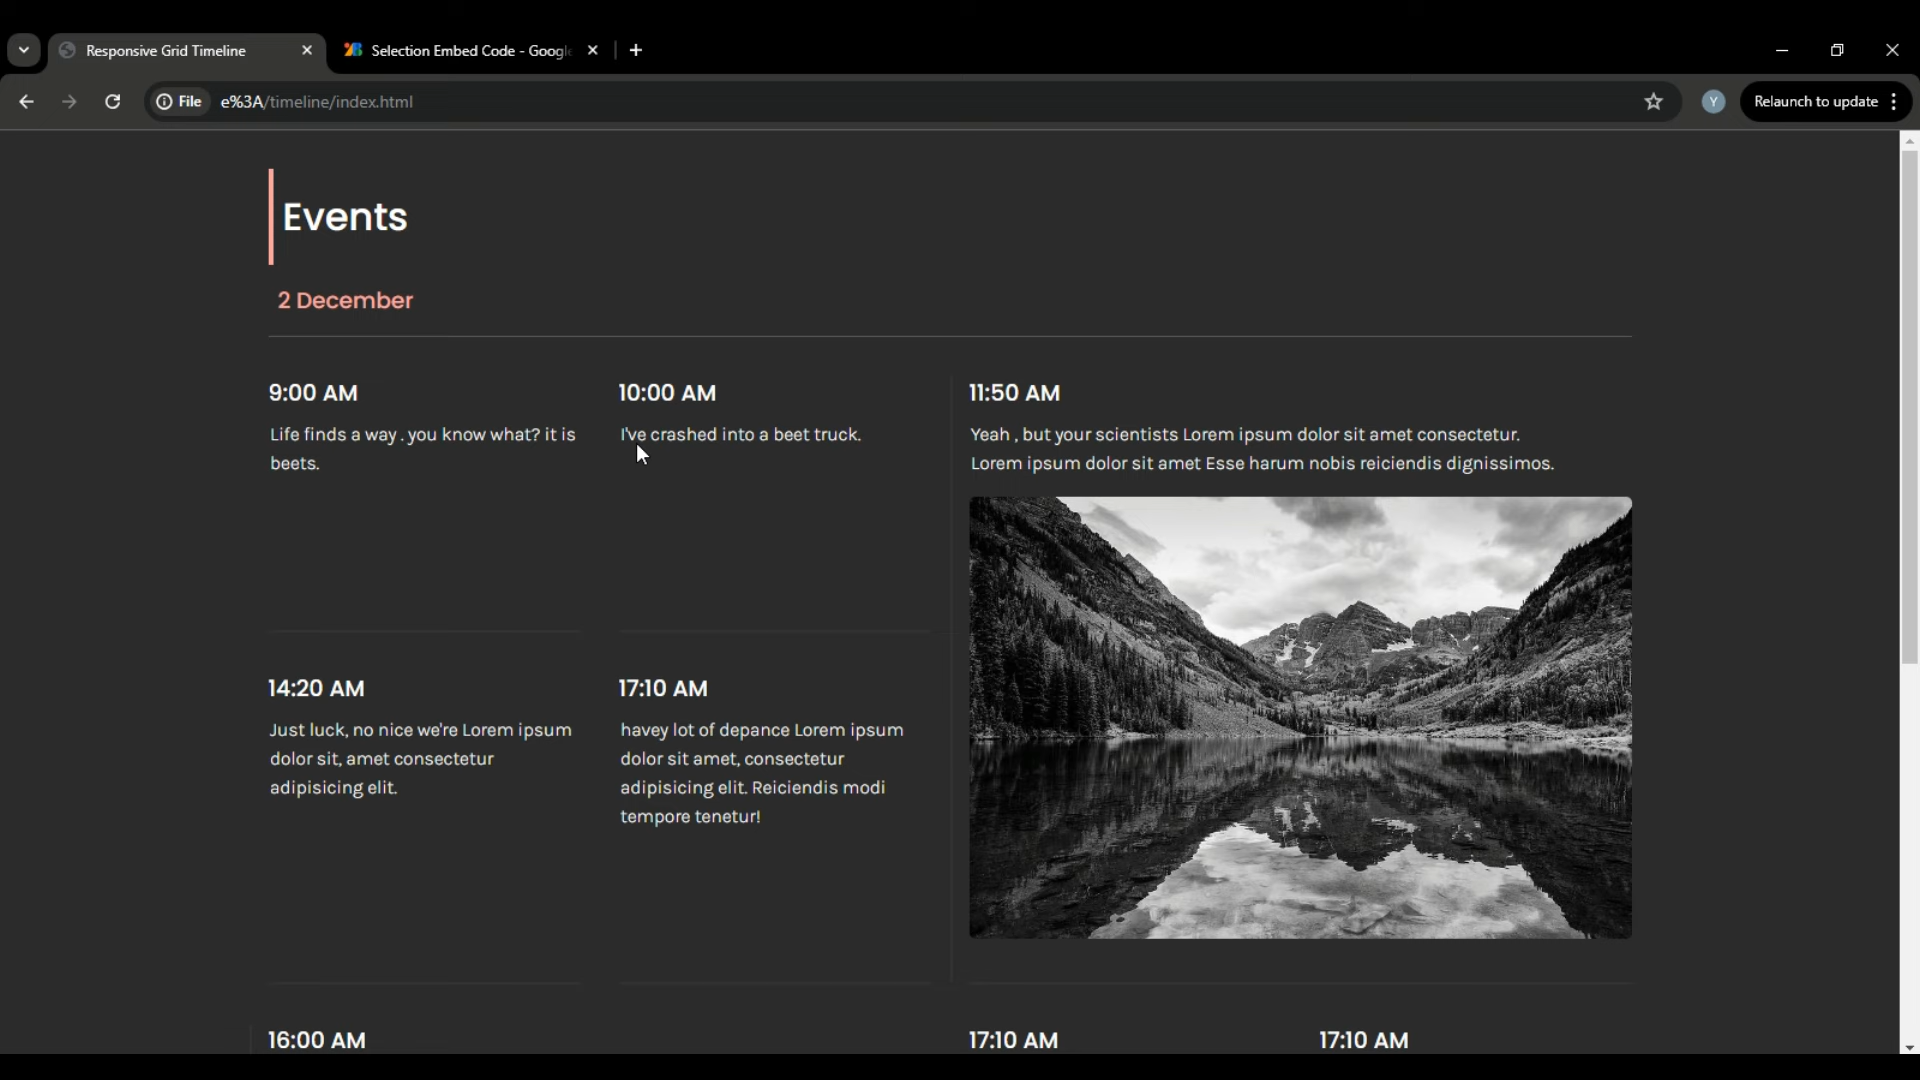 Responsive Grid Timeline
Selection Embed Code - Google
File
e%3A/timeline/index.html
Y
Relaunch to update
Events
2 December
9:00 AM
Life finds a way . you know what? it is
beets.
10:00 AM
I've crashed into a beet truck.
11:50 AM
Yeah , but your scientists Lorem ipsum dolor sit amet consectetur.
Lorem ipsum dolor sit amet Esse harum nobis reiciendis dignissimos.
14:20 AM
Just luck, no nice we're Lorem ipsum
dolor sit, amet consectetur
adipisicing elit.
17:10 AM
havey lot of depance Lorem ipsum
dolor sit amet, consectetur
adipisicing elit. Reiciendis modi
tempore tenetur!
16:00 AM
17:10 AM
17:10 AM